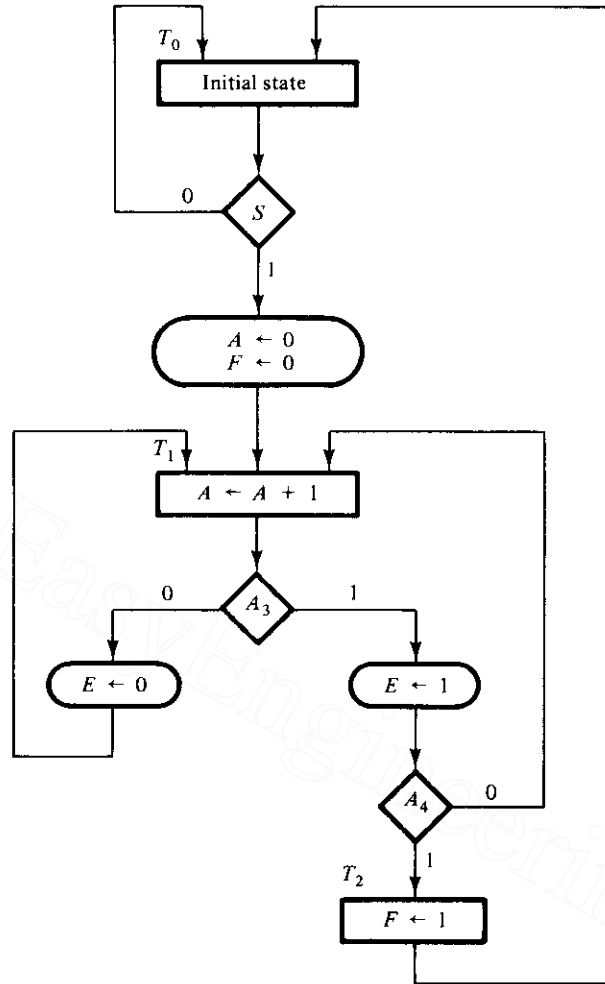 T0
Initial state
0
S
1
A ← 0
F ← 0
T1
A ← A + 1
0
A3
1
E ← 0
E ← 1
A4
0
1
T2
F ← 1
EasyEngineerin